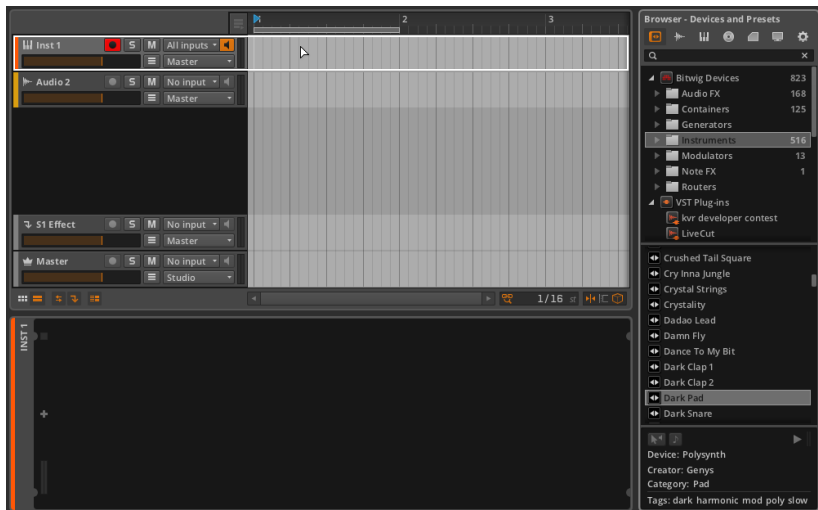 2
3
Inst 1
S
M
All inputs
Master
Audio 2
S
M
No input
Master
S1 Effect
S
M
No input
Master
Master
S
M
No input
Studio
1/16
INST 1
Browser - Devices and Presets
Bitwig Devices 823
Audio FX 168
Containers 125
Generators
Instruments 516
Modulators 13
Note FX 1
Routers
VST Plug-ins
kvr developer contest
LiveCut
Crushed Tail Square
Cry Inna Jungle
Crystal Strings
Crystality
Dadao Lead
Damn Fly
Dance To My Bit
Dark Clap 1
Dark Clap 2
Dark Pad
Dark Snare
Device: Polysynth
Creator: Genys
Category: Pad
Tags: dark harmonic mod poly slow